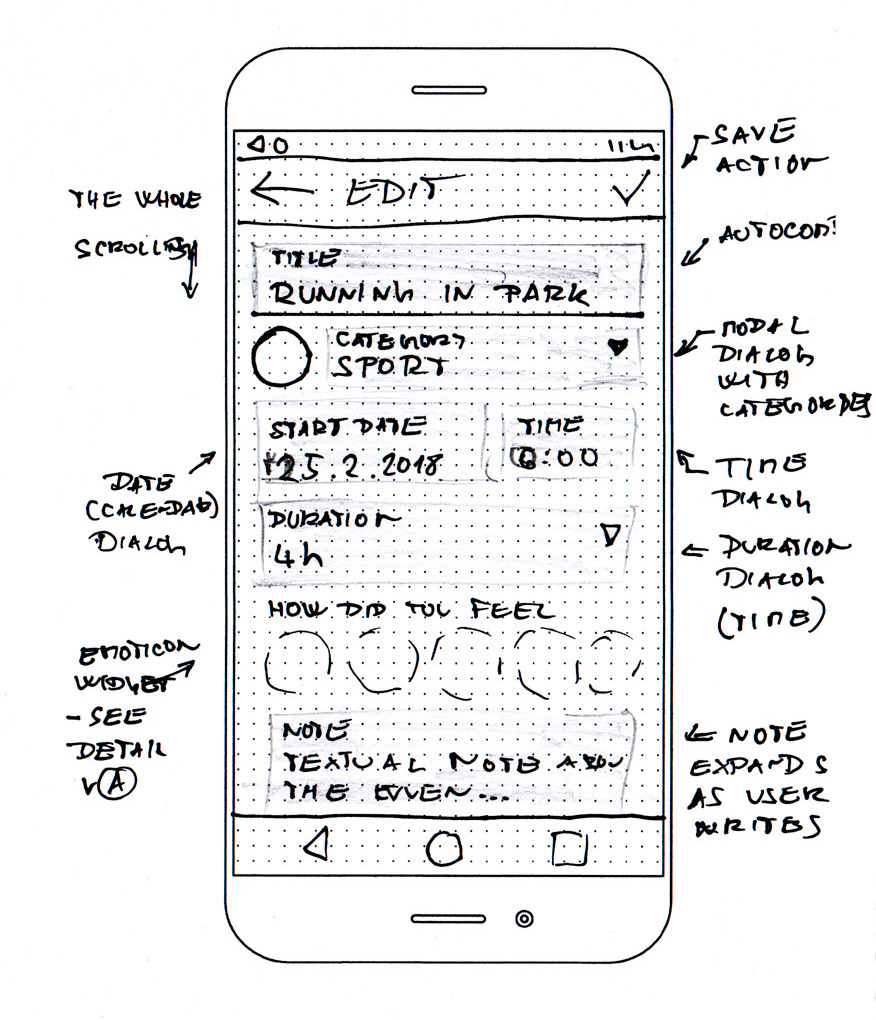 11h
EDIT
TITLE
RUNNING IN PARK
CATEGORY
SPORT
START DATE
25.2.2018
TIME
:00
DURATION
4h
HOW DID YOU FEEL
NOTE
TEXTUAL NOTE ABOU
THE EVEN...
THE WHOLE
SCROLLING
DATE
(CALENDAR)
DIALOG
EMOTICON
WIDGET
- SEE
DETAIL
A
SAVE
ACTION
AUTOCOM
MODAL
DIALOG
WITH
CATEGORIES
TIME
DIALOG
DURATION
DIALOG
(TIME)
NOTE
EXPANDS
AS USER
WRITES